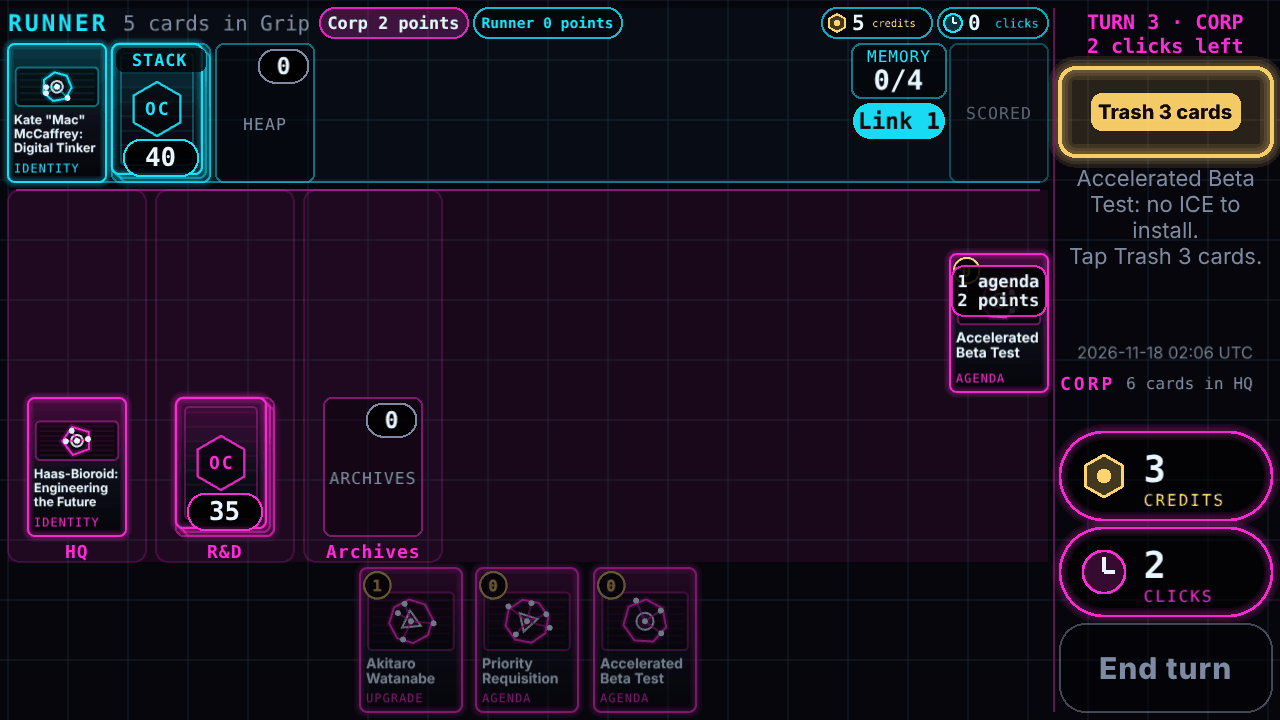 RUNNER 5 cards in Grip Corp 2 points Runner 0 points 5 credits 0 clicks
TURN 3 · CORP
2 clicks left
Trash 3 cards
Accelerated Beta
Test: no ICE to
install.
Tap Trash 3 cards.
Kate "Mac"
McCaffrey:
Digital Tinker
IDENTITY
STACK
OC
40
0
HEAP
MEMORY
0/4
Link 1
SCORED
1 agenda
2 points
Accelerated
Beta Test
AGENDA
2026-11-18 02:06 UTC
CORP 6 cards in HQ
Haas-Bioroid:
Engineering
the Future
IDENTITY
HQ
OC
35
R&D
0
ARCHIVES
Archives
3
CREDITS
2
CLICKS
End turn
1
Akitaro
Watanabe
UPGRADE
0
Priority
Requisition
AGENDA
0
Accelerated
Beta Test
AGENDA